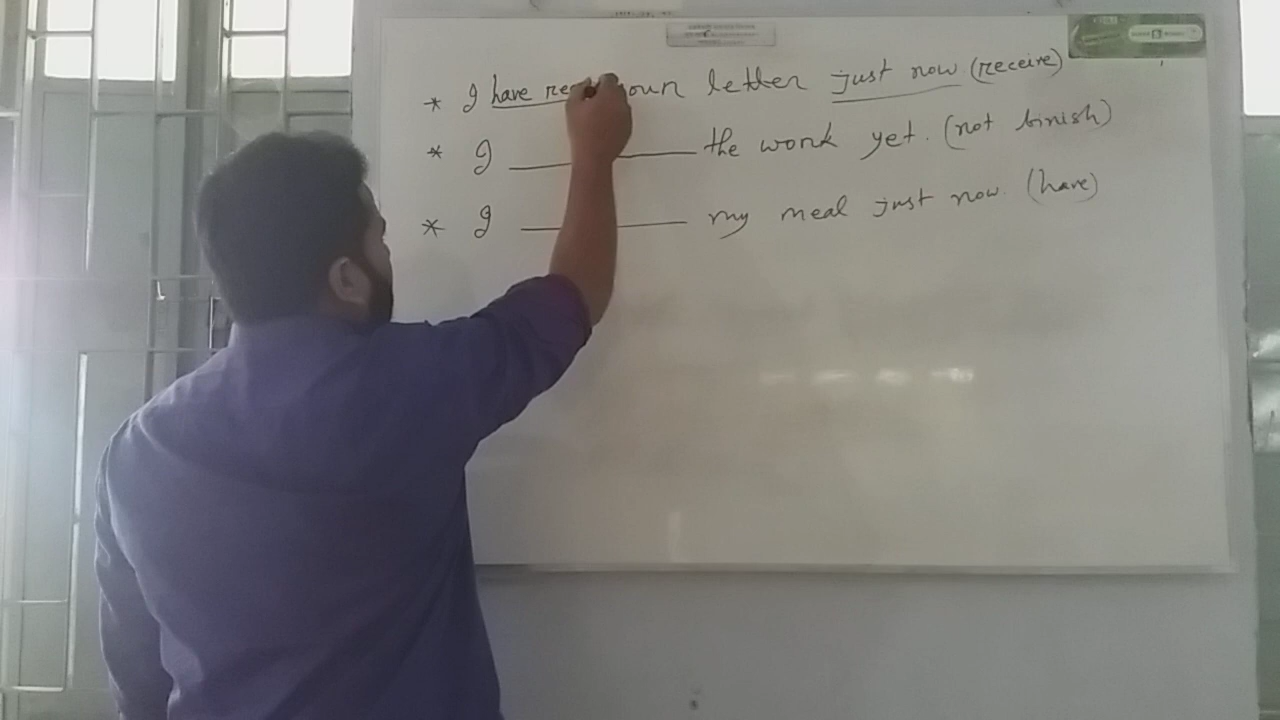 * I have rec your letter just now (receive)
* I ________ the work yet. (not finish)
* I ________ my meal just now. (have)